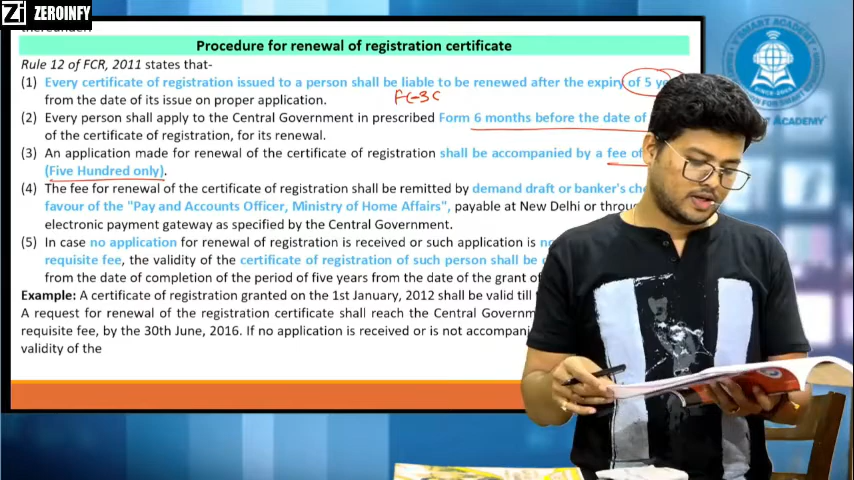 Zi ZEROINFY
thereunder.
Procedure for renewal of registration certificate
Rule 12 of FCR, 2011 states that-
(1) Every certificate of registration issued to a person shall be liable to be renewed after the expiry of 5 ye
from the date of its issue on proper application.
FC-3C
(2) Every person shall apply to the Central Government in prescribed Form 6 months before the date of
of the certificate of registration, for its renewal.
(3) An application made for renewal of the certificate of registration shall be accompanied by a fee of
(Five Hundred only).
(4) The fee for renewal of the certificate of registration shall be remitted by demand draft or banker's che
favour of the "Pay and Accounts Officer, Ministry of Home Affairs", payable at New Delhi or throu
electronic payment gateway as specified by the Central Government.
(5) In case no application for renewal of registration is received or such application is no
requisite fee, the validity of the certificate of registration of such person shall be
from the date of completion of the period of five years from the date of the grant of
Example: A certificate of registration granted on the 1st January, 2012 shall be valid till
A request for renewal of the registration certificate shall reach the Central Governm
requisite fee, by the 30th June, 2016. If no application is received or is not accompani
validity of the
V'SMART ACADEMY
SINCE-2006
Academy